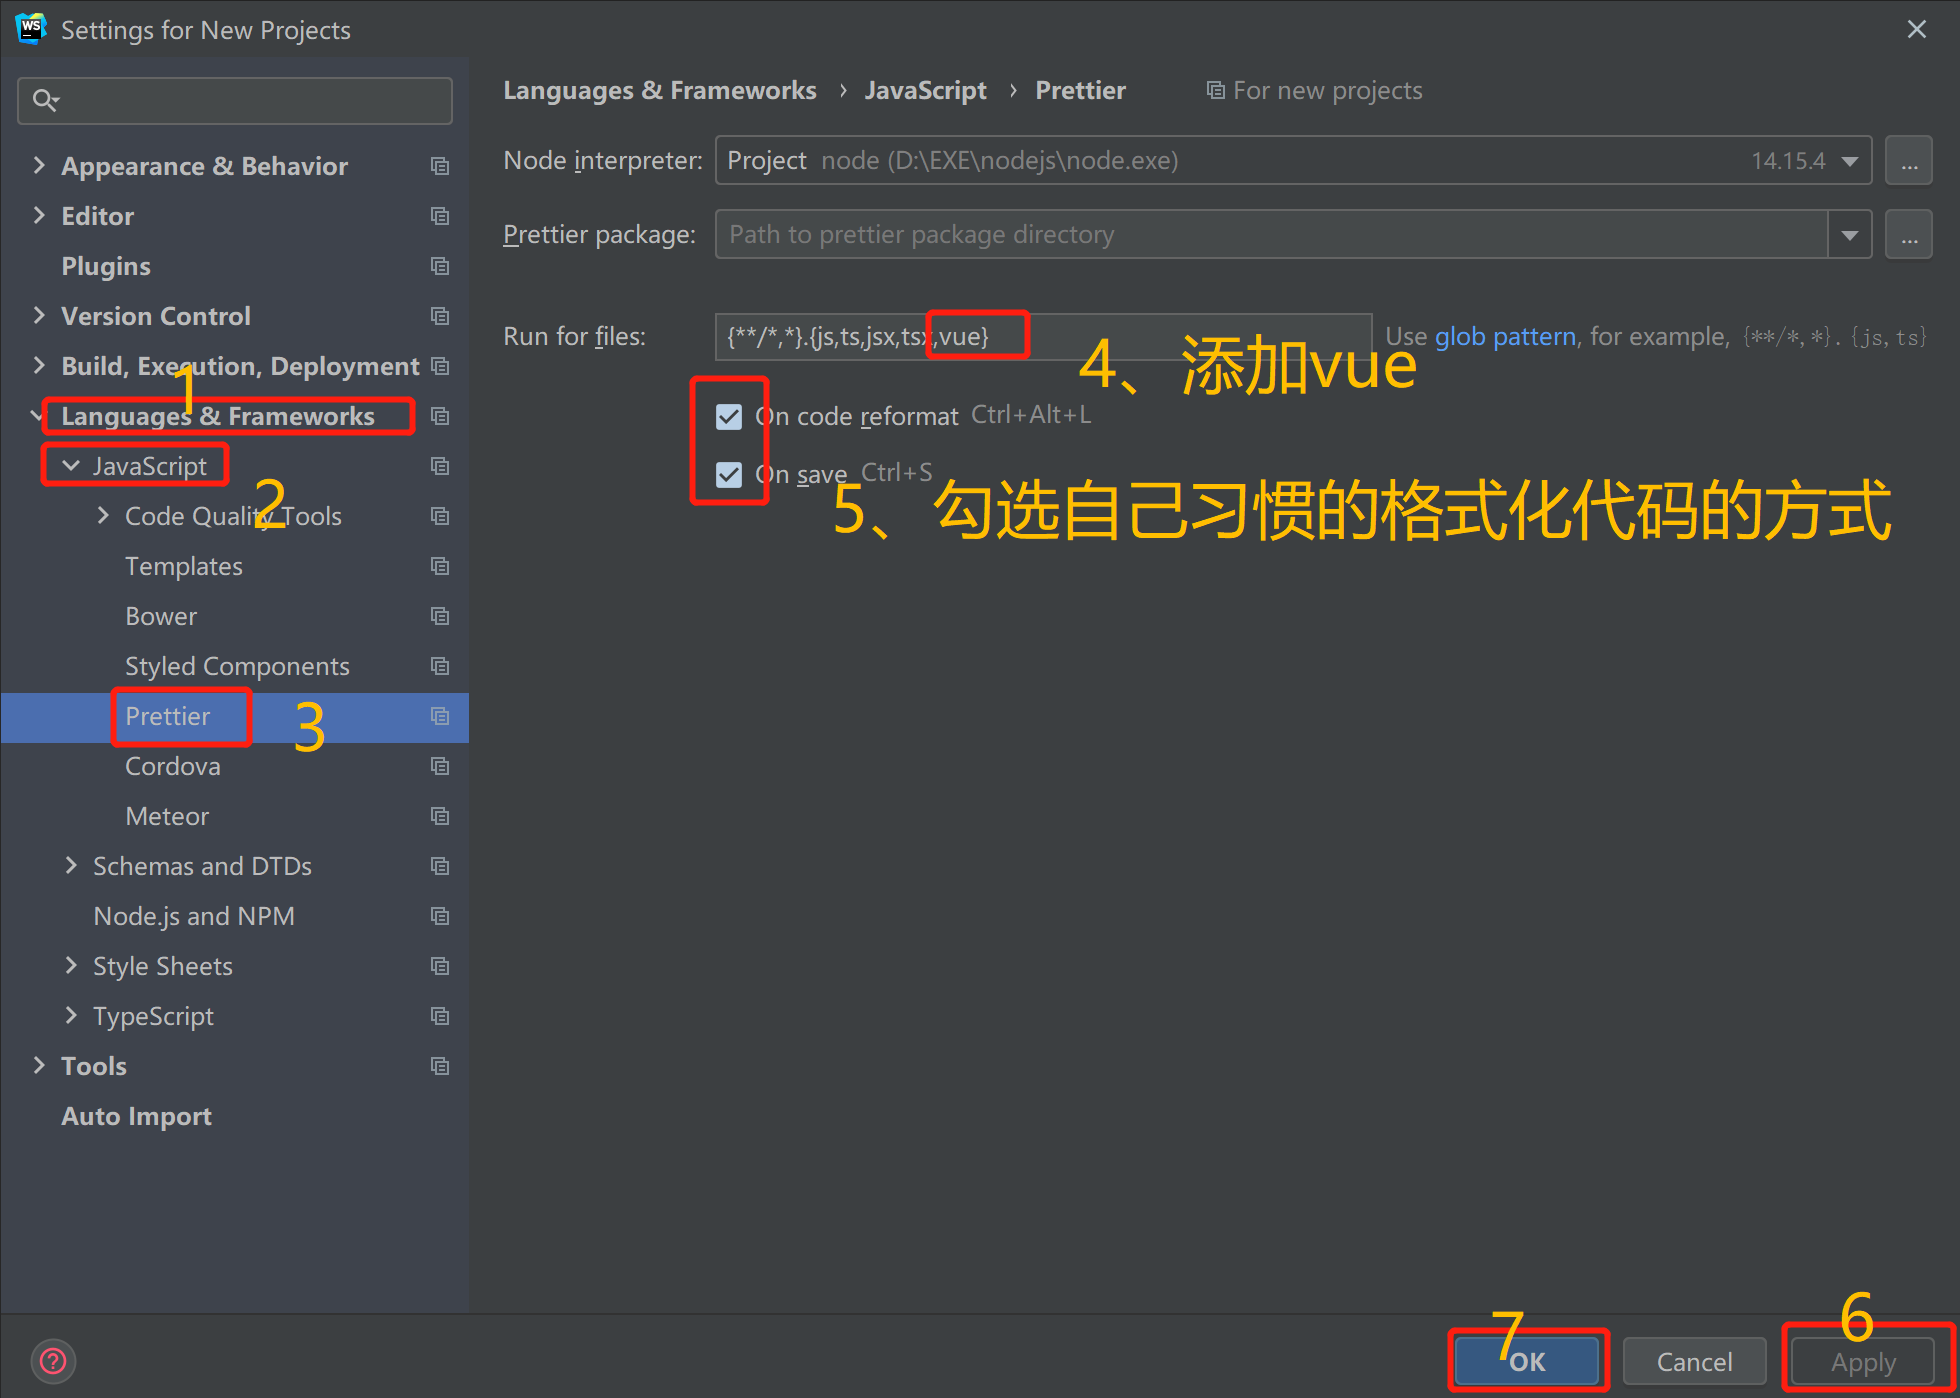 WS
Settings for New Projects
Appearance & Behavior
Editor
Plugins
Version Control
Build, Execution, Deployment
1
Languages & Frameworks
JavaScript
2
Code Quality Tools
Templates
Bower
Styled Components
Prettier
3
Cordova
Meteor
Schemas and DTDs
Node.js and NPM
Style Sheets
TypeScript
Tools
Auto Import
Languages & Frameworks › JavaScript › Prettier For new projects
Node interpreter: Project node (D:\EXE\nodejs\node.exe) 14.15.4 ...
Prettier package: Path to prettier package directory ...
Run for files: {**/*,*}.{js,ts,jsx,tsx,vue} Use glob pattern, for example, {**/*,*}.{js,ts}
4、添加vue
On code reformat Ctrl+Alt+L
On save Ctrl+S
5、勾选自己习惯的格式化代码的方式
?
7
OK
Cancel
6
Apply